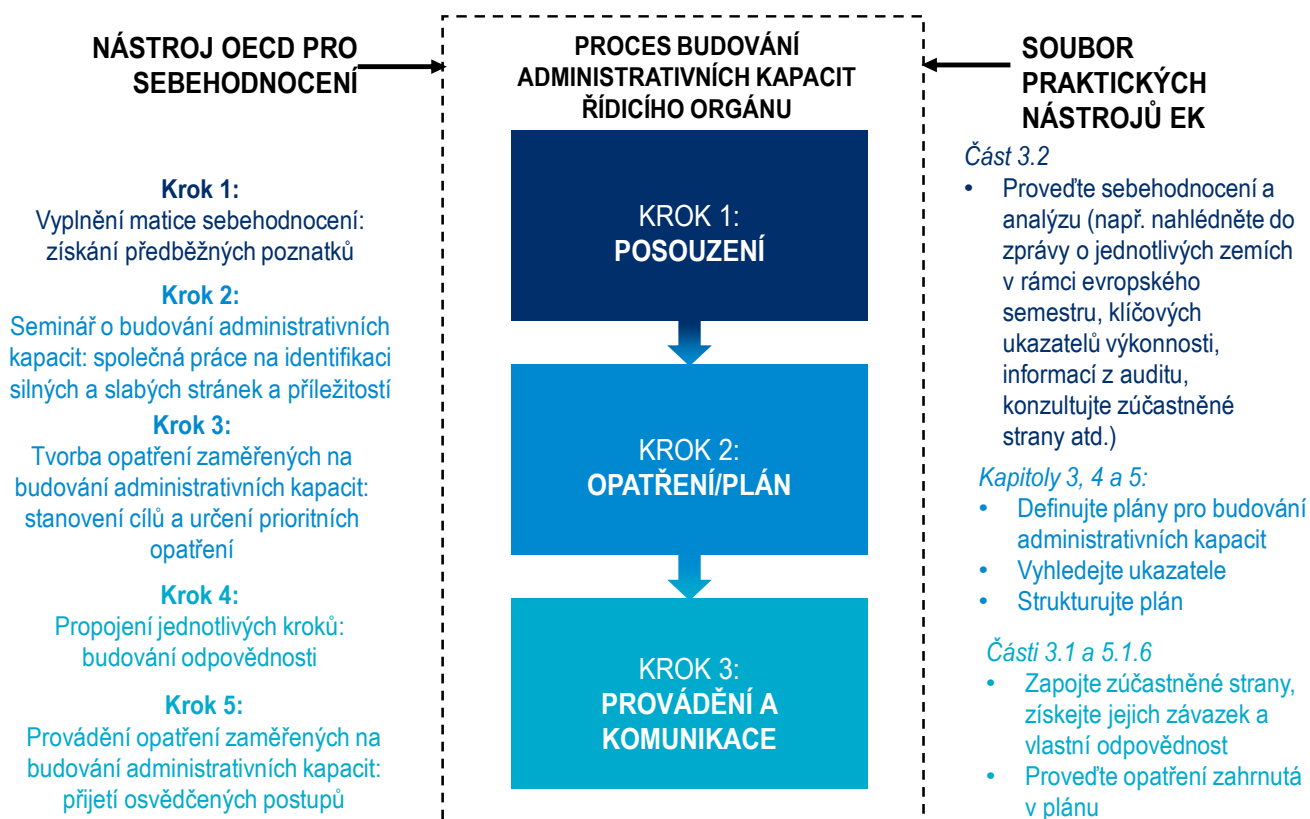 NÁSTROJ OECD PRO
SEBEHODNOCENÍ
Krok 1:
Vyplnění matice sebehodnocení:
získání předběžných poznatků
Krok 2:
Seminář o budování administrativních
kapacit: společná práce na identifikaci
silných a slabých stránek a příležitostí
Krok 3:
Tvorba opatření zaměřených na
budování administrativních kapacit:
stanovení cílů a určení prioritních
opatření
Krok 4:
Propojení jednotlivých kroků:
budování odpovědnosti
Krok 5:
Provádění opatření zaměřených na
budování administrativních kapacit:
přijetí osvědčených postupů
PROCES BUDOVÁNÍ
ADMINISTRATIVNÍCH KAPACIT
ŘÍDICÍHO ORGÁNU
KROK 1:
POSOUZENÍ
KROK 2:
OPATŘENÍ/PLÁN
KROK 3:
PROVÁDĚNÍ A
KOMUNIKACE
SOUBOR
PRAKTICKÝCH
NÁSTROJŮ EK
Část 3.2
• Proveďte sebehodnocení a
analýzu (např. nahlédněte do
zprávy o jednotlivých zemích
v rámci evropského
semestru, klíčových
ukazatelů výkonnosti,
informací z auditu,
konzultujte zúčastněné
strany atd.)
Kapitoly 3, 4 a 5:
• Definujte plány pro budování
administrativních kapacit
• Vyhledejte ukazatele
• Strukturujte plán
Části 3.1 a 5.1.6
• Zapojte zúčastněné strany,
získejte jejich závazek a
vlastní odpovědnost
• Proveďte opatření zahrnutá
v plánu